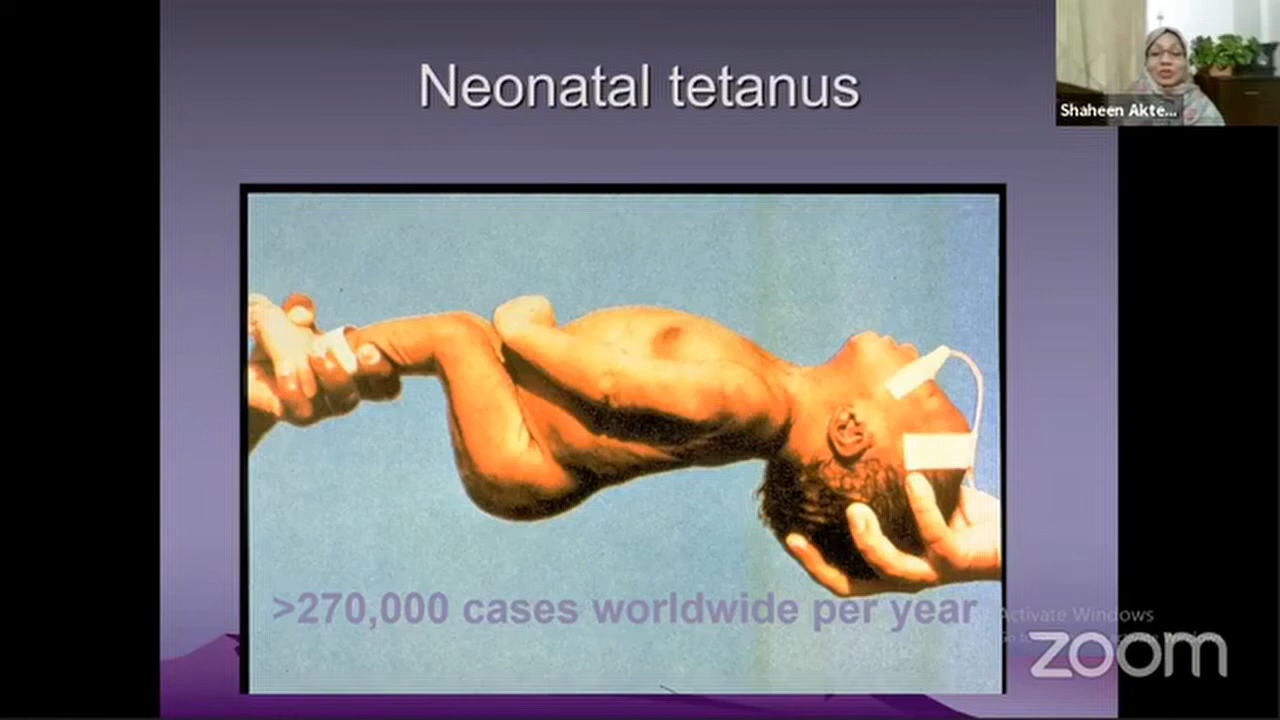 Neonatal tetanus
Shaheen Akte...
>270,000 cases worldwide per year
Activate Windows
zoom